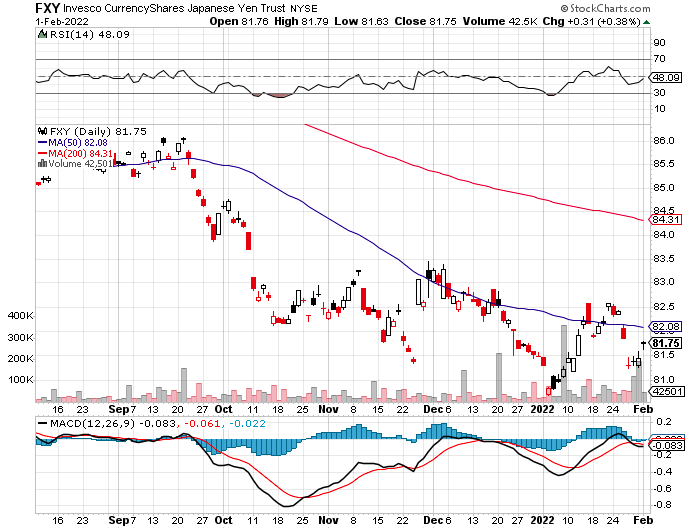 FXY Invesco CurrencyShares Japanese Yen Trust NYSE © StockCharts.com
1-Feb-2022 Open 81.76 High 81.79 Low 81.63 Close 81.75 Volume 42.5K Chg +0.31 (+0.38%)
RSI(14) 48.09
90
70
48.09
30
10
FXY (Daily) 81.75
MA(50) 82.08
MA(200) 84.31
Volume 42,501
86.0
85.5
85.0
84.5
84.31
84.0
83.5
83.0
82.5
82.08
81.75
81.5
81.0
42501
400K
300K
200K
100K
16 23 Sep 7 13 20 27 Oct 11 18 25 Nov 8 15 22 Dec 6 13 20 27 2022 10 18 24 Feb
MACD(12,26,9) -0.083, -0.061, -0.022
0.2
-0.083
-0.2
-0.4
-0.6
-0.8
16 23 Sep 7 13 20 27 Oct 11 18 25 Nov 8 15 22 Dec 6 13 20 27 2022 10 18 24 Feb